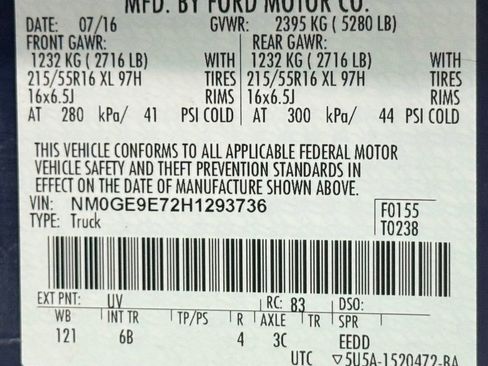 MFD. BY FORD MOTOR CO.
DATE: 07/16 GVWR: 2395 KG ( 5280 LB)
FRONT GAWR: REAR GAWR:
1232 KG ( 2716 LB) WITH 1232 KG ( 2716 LB) WITH
215/55R16 XL 97H TIRES 215/55R16 XL 97H TIRES
16x6.5J RIMS 16x6.5J RIMS
AT 280 kPa/ 41 PSI COLD AT 300 kPa/ 44 PSI COLD
THIS VEHICLE CONFORMS TO ALL APPLICABLE FEDERAL MOTOR
VEHICLE SAFETY AND THEFT PREVENTION STANDARDS
IN EFFECT ON THE DATE OF MANUFACTURE SHOWN ABOVE.
VIN: NM0GE9E72H1293736 F0155
TYPE: Truck T0238
EXT PNT: UV RC: 83 DSO:
WB INT TR TP/PS R AXLE TR SPR
121 6B 4 3C EEDD
UTC ▽5U5A-1520472-BA